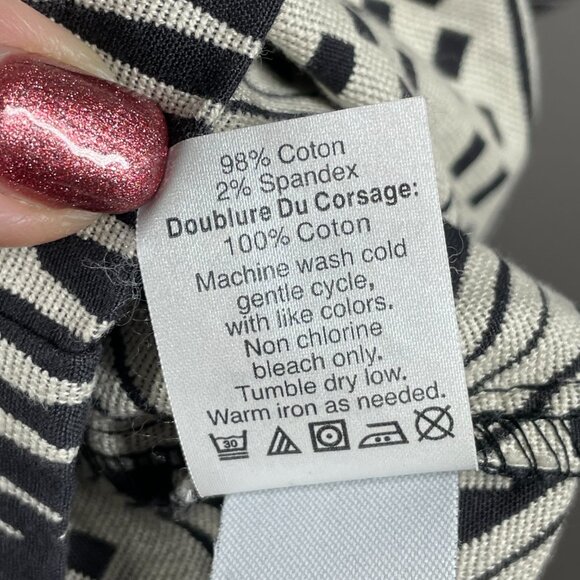 98% Coton
2% Spandex
Doublure Du Corsage:
100% Coton
Machine wash cold
gentle cycle,
with like colors.
Non chlorine
bleach only.
Tumble dry low.
Warm iron as needed.
30